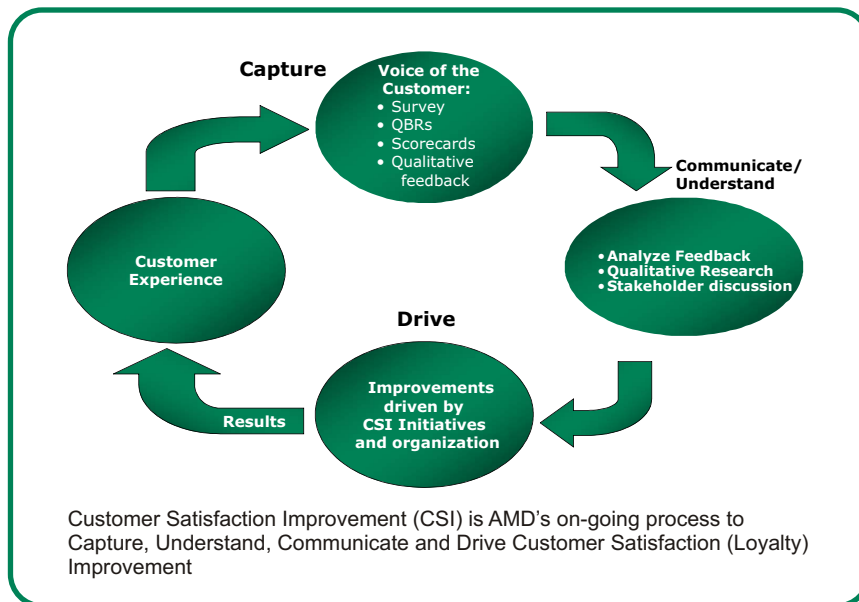 Capture
Voice of the
Customer:
• Survey
• QBRs
• Scorecards
• Qualitative
feedback
Communicate/
Understand
Customer
Experience
•Analyze Feedback
•Qualitative Research
•Stakeholder discussion
Drive
Improvements
driven by
CSI Initiatives
and organization
Results
Customer Satisfaction Improvement (CSI) is AMD's on-going process to
Capture, Understand, Communicate and Drive Customer Satisfaction (Loyalty)
Improvement